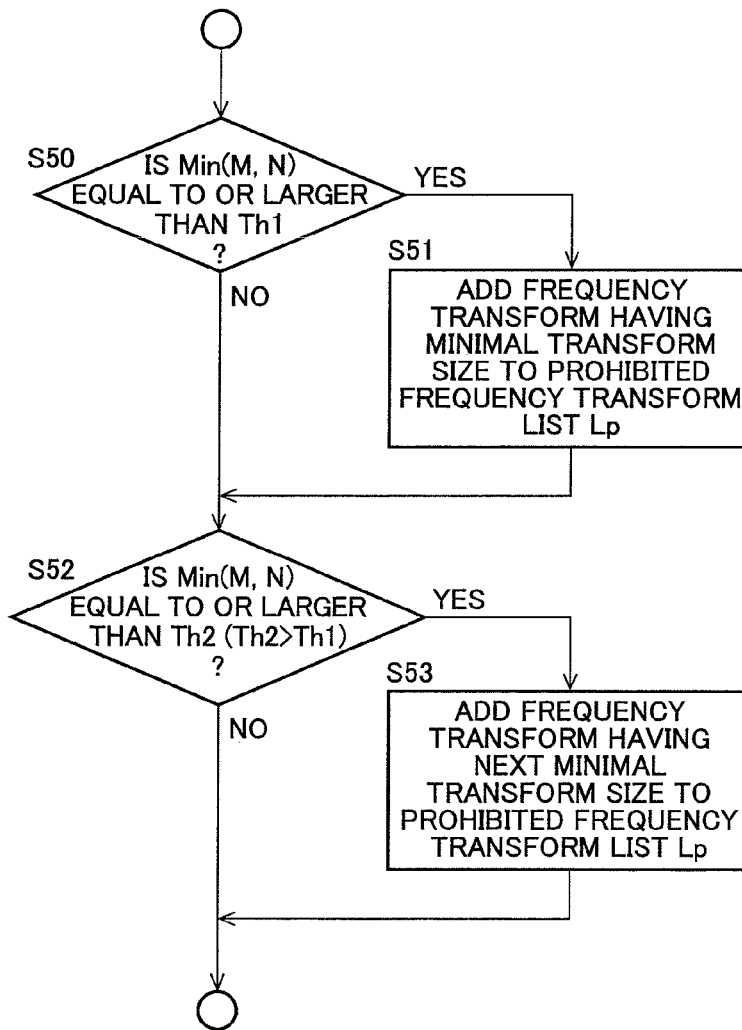 S50
IS Min(M, N)
EQUAL TO OR LARGER
THAN Th1
?
YES
NO
S51
ADD FREQUENCY
TRANSFORM HAVING
MINIMAL TRANSFORM
SIZE TO PROHIBITED
FREQUENCY TRANSFORM
LIST Lp
S52
IS Min(M, N)
EQUAL TO OR LARGER
THAN Th2 (Th2>Th1)
?
YES
NO
S53
ADD FREQUENCY
TRANSFORM HAVING
NEXT MINIMAL
TRANSFORM SIZE TO
PROHIBITED FREQUENCY
TRANSFORM LIST Lp